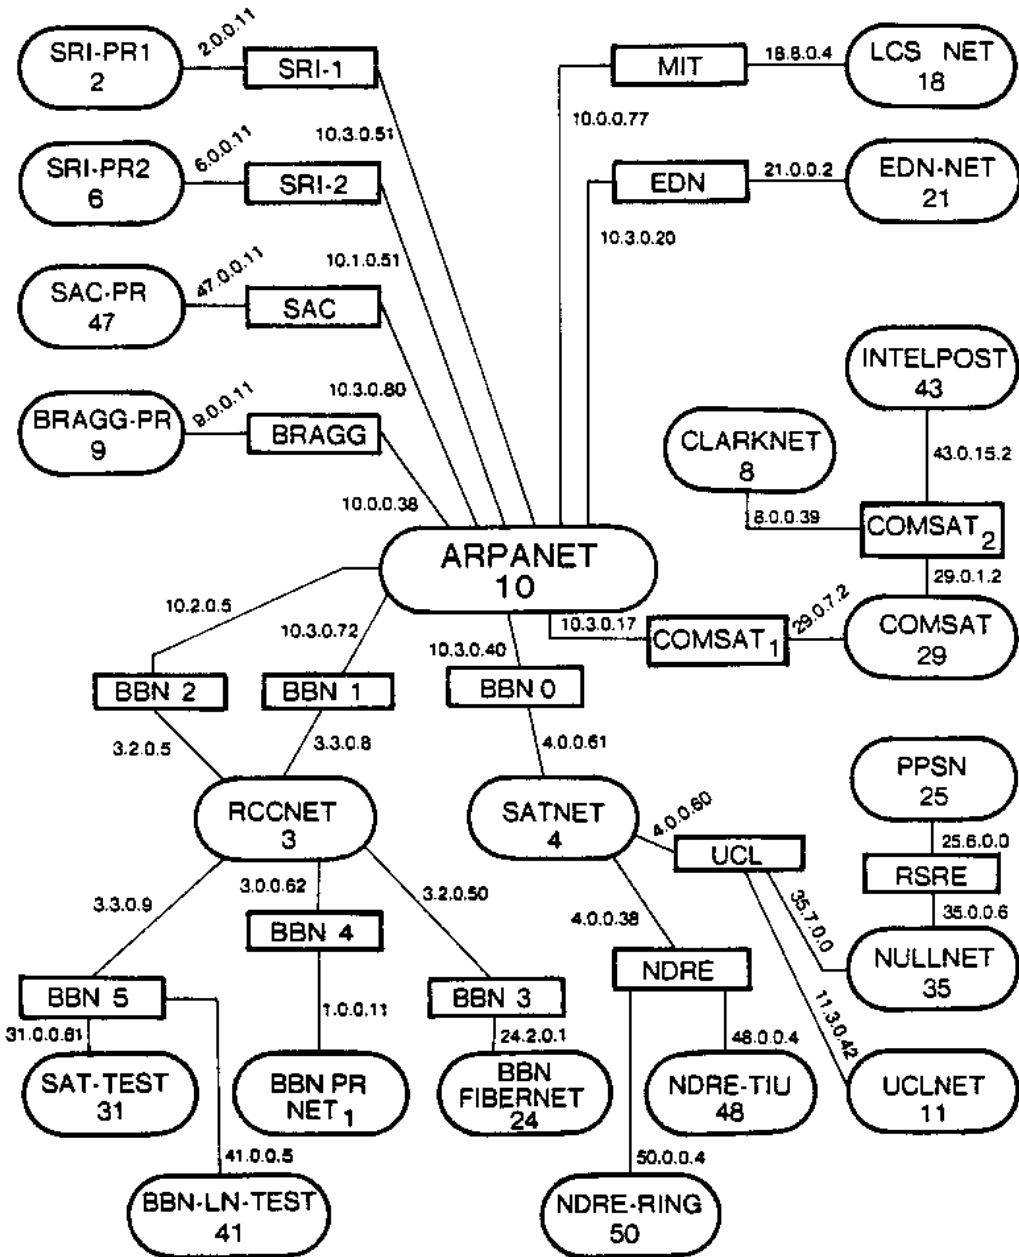 SRI-PR1
2
2.0.0.11
SRI-1
10.3.0.51
MIT
10.0.0.77
18.8.0.4
LCS NET
18
SRI-PR2
6
6.0.0.11
SRI-2
10.1.0.51
EDN
10.3.0.20
21.0.0.2
EDN-NET
21
SAC-PR
47
47.0.0.11
SAC
10.3.0.80
INTELPOST
43
43.0.15.2
BRAGG-PR
9
9.0.0.11
BRAGG
10.0.0.38
CLARKNET
8
8.0.0.39
COMSAT 2
29.0.1.2
ARPANET
10
10.2.0.5
10.3.0.72
10.3.0.40
10.3.0.17
COMSAT 1
29.0.7.2
COMSAT
29
BBN 2
BBN 1
BBN 0
3.2.0.5
3.3.0.8
4.0.0.61
RCCNET
3
SATNET
4
4.0.0.60
UCL
PPSN
25
25.6.0.0
RSRE
35.0.0.6
3.3.0.9
3.0.0.62
3.2.0.50
4.0.0.38
35.7.0.0
11.3.0.42
BBN 4
BBN 5
BBN 3
NDRE
NULLNET
35
31.0.0.61
1.0.0.11
24.2.0.1
48.0.0.4
SAT-TEST
31
BBN PR
NET 1
BBN
FIBERNET
24
NDRE-TIU
48
UCLNET
11
41.0.0.5
50.0.0.4
BBN-LN-TEST
41
NDRE-RING
50